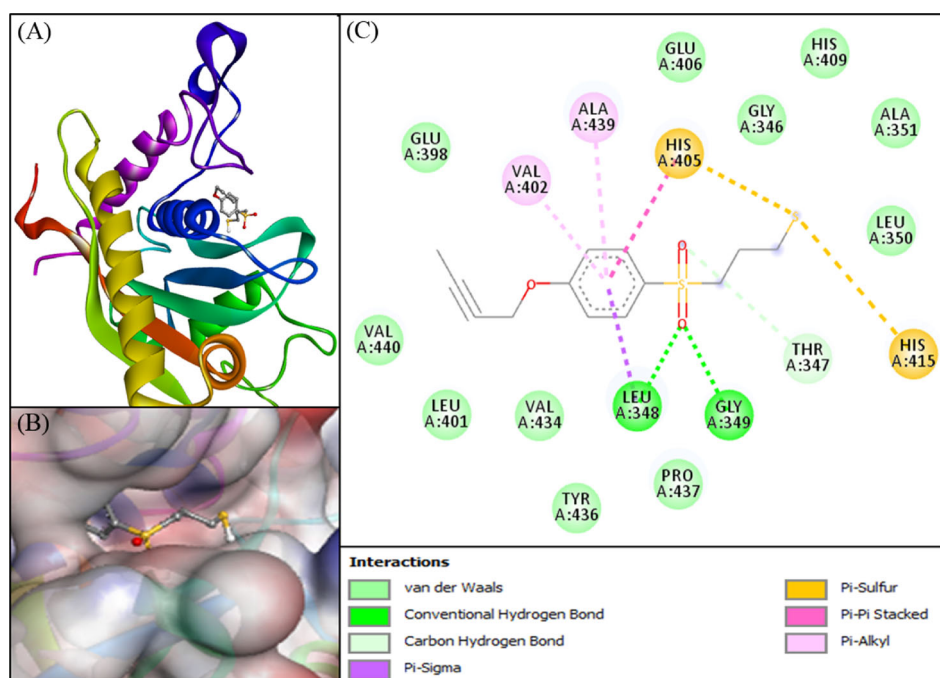 (A)
(B)
(C)
GLU
A:406
HIS
A:409
ALA
A:439
GLY
A:346
ALA
A:351
GLU
A:398
HIS
A:405
VAL
A:402
LEU
A:350
O
O
S
S
O
VAL
A:440
THR
A:347
HIS
A:415
LEU
A:401
VAL
A:434
LEU
A:348
GLY
A:349
TYR
A:436
PRO
A:437
Interactions
van der Waals
Conventional Hydrogen Bond
Carbon Hydrogen Bond
Pi-Sigma
Pi-Sulfur
Pi-Pi Stacked
Pi-Alkyl